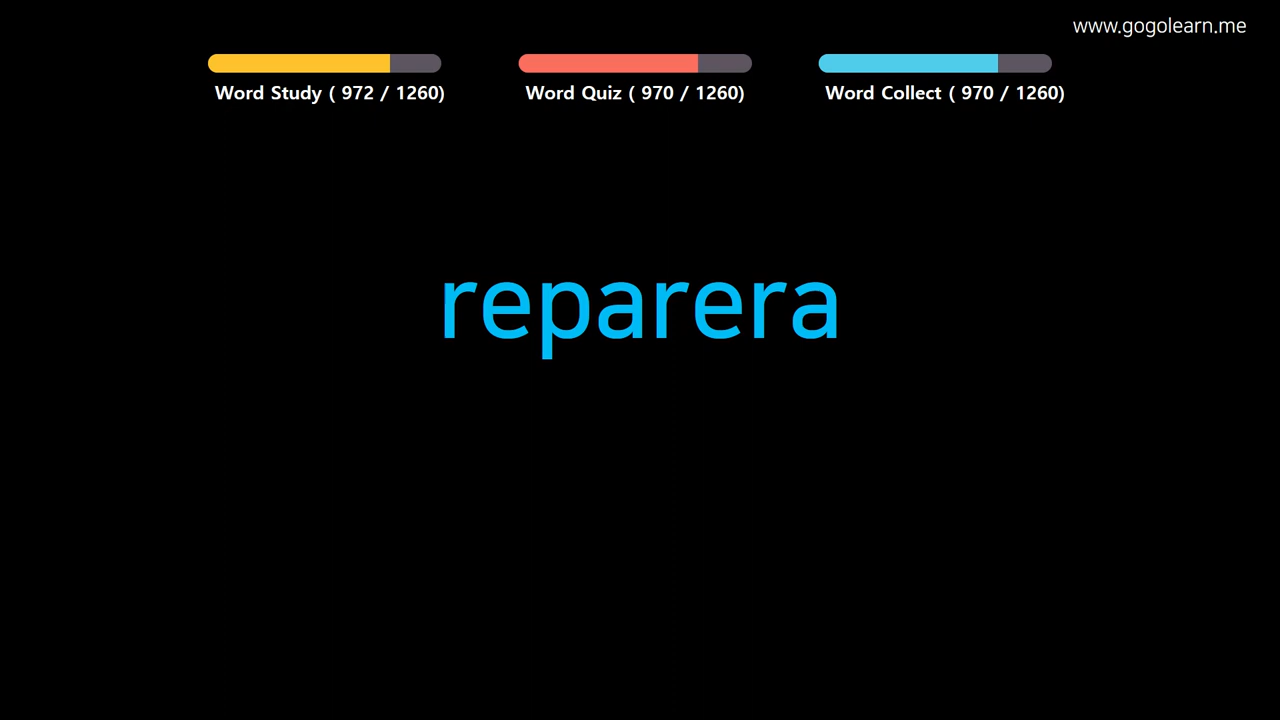 www.gogolearn.me
Word Study ( 972 / 1260)
Word Quiz ( 970 / 1260)
Word Collect ( 970 / 1260)
reparera